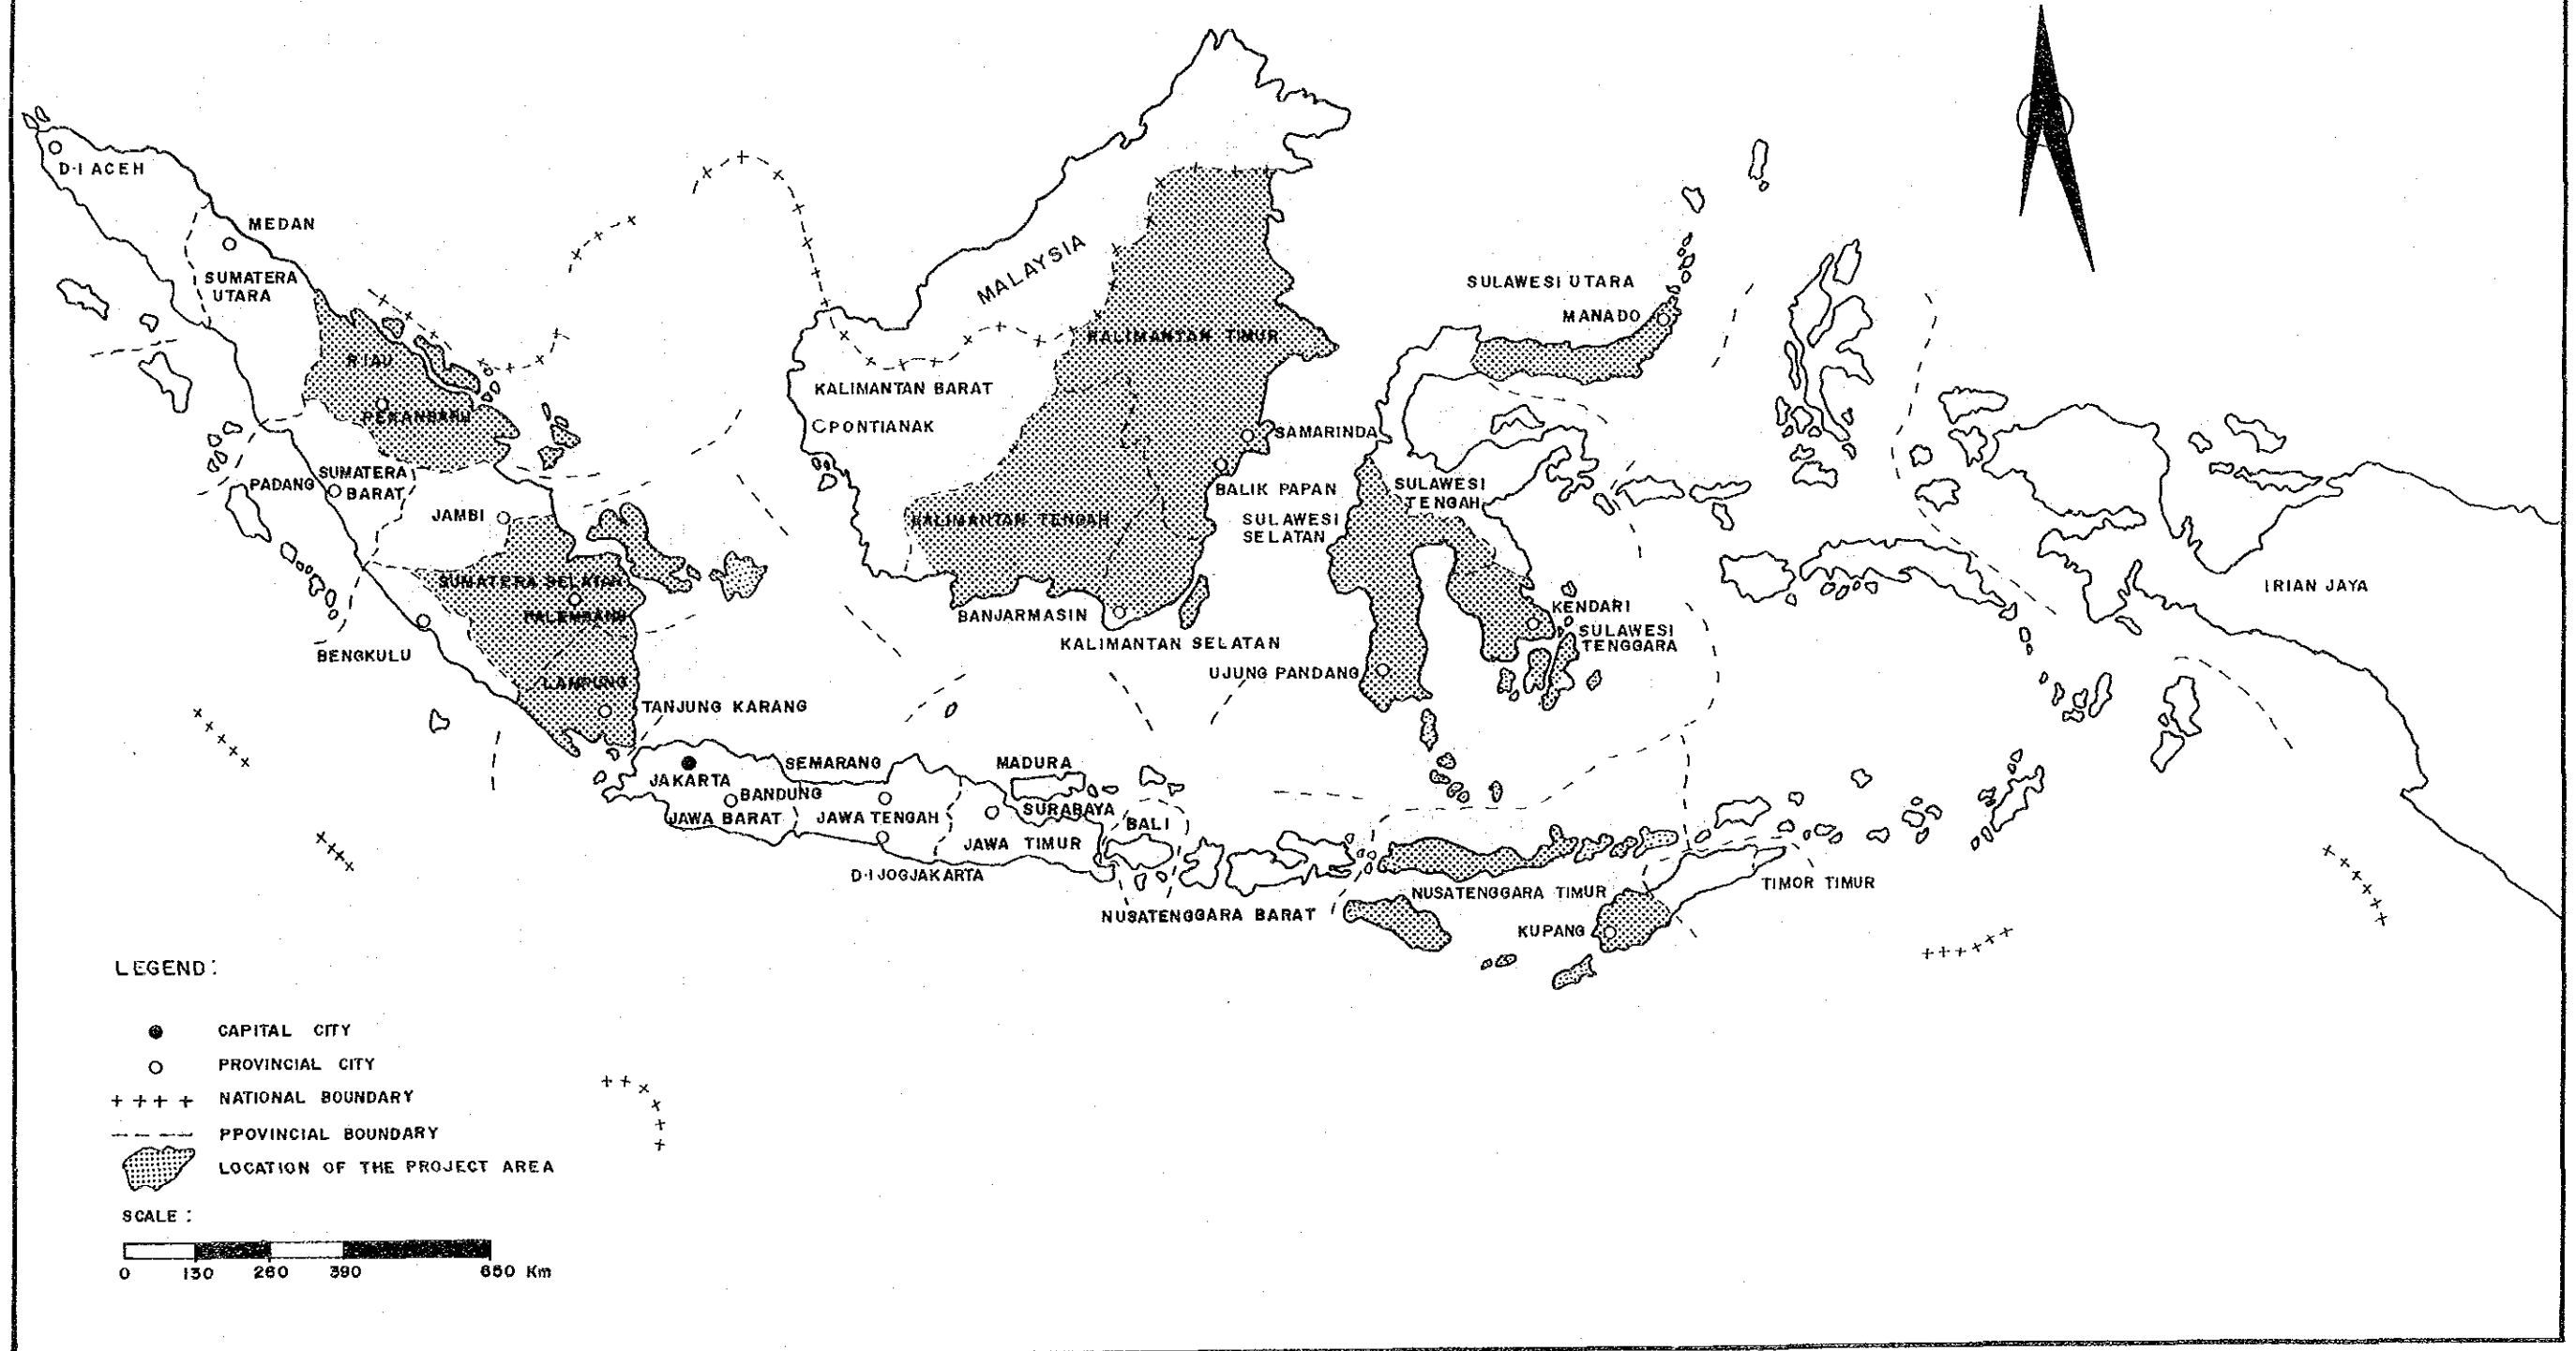 D·I ACEH
MEDAN
SUMATERA
UTARA
RIAU
PEKANBARU
PADANG
SUMATERA
BARAT
JAMBI
SUMATERA SELATAN
PALEMBANG
BENGKULU
LAMPUNG
TANJUNG KARANG
MALAYSIA
KALIMANTAN TIMUR
KALIMANTAN BARAT
PONTIANAK
SAMARINDA
BALIK PAPAN
KALIMANTAN TENGAH
BANJARMASIN
KALIMANTAN SELATAN
SULAWESI UTARA
MANADO
SULAWESI
TENGAH
SULAWESI
SELATAN
KENDARI
SULAWESI
TENGGARA
UJUNG PANDANG
IRIAN JAYA
JAKARTA
BANDUNG
JAWA BARAT
SEMARANG
JAWA TENGAH
D·I JOGJAKARTA
MADURA
SURABAYA
JAWA TIMUR
BALI
NUSATENGGARA BARAT
NUSATENGGARA TIMUR
KUPANG
TIMOR TIMUR
LEGEND:
CAPITAL CITY
PROVINCIAL CITY
NATIONAL BOUNDARY
PPOVINCIAL BOUNDARY
LOCATION OF THE PROJECT AREA
SCALE :
0 130 260 390 650 Km